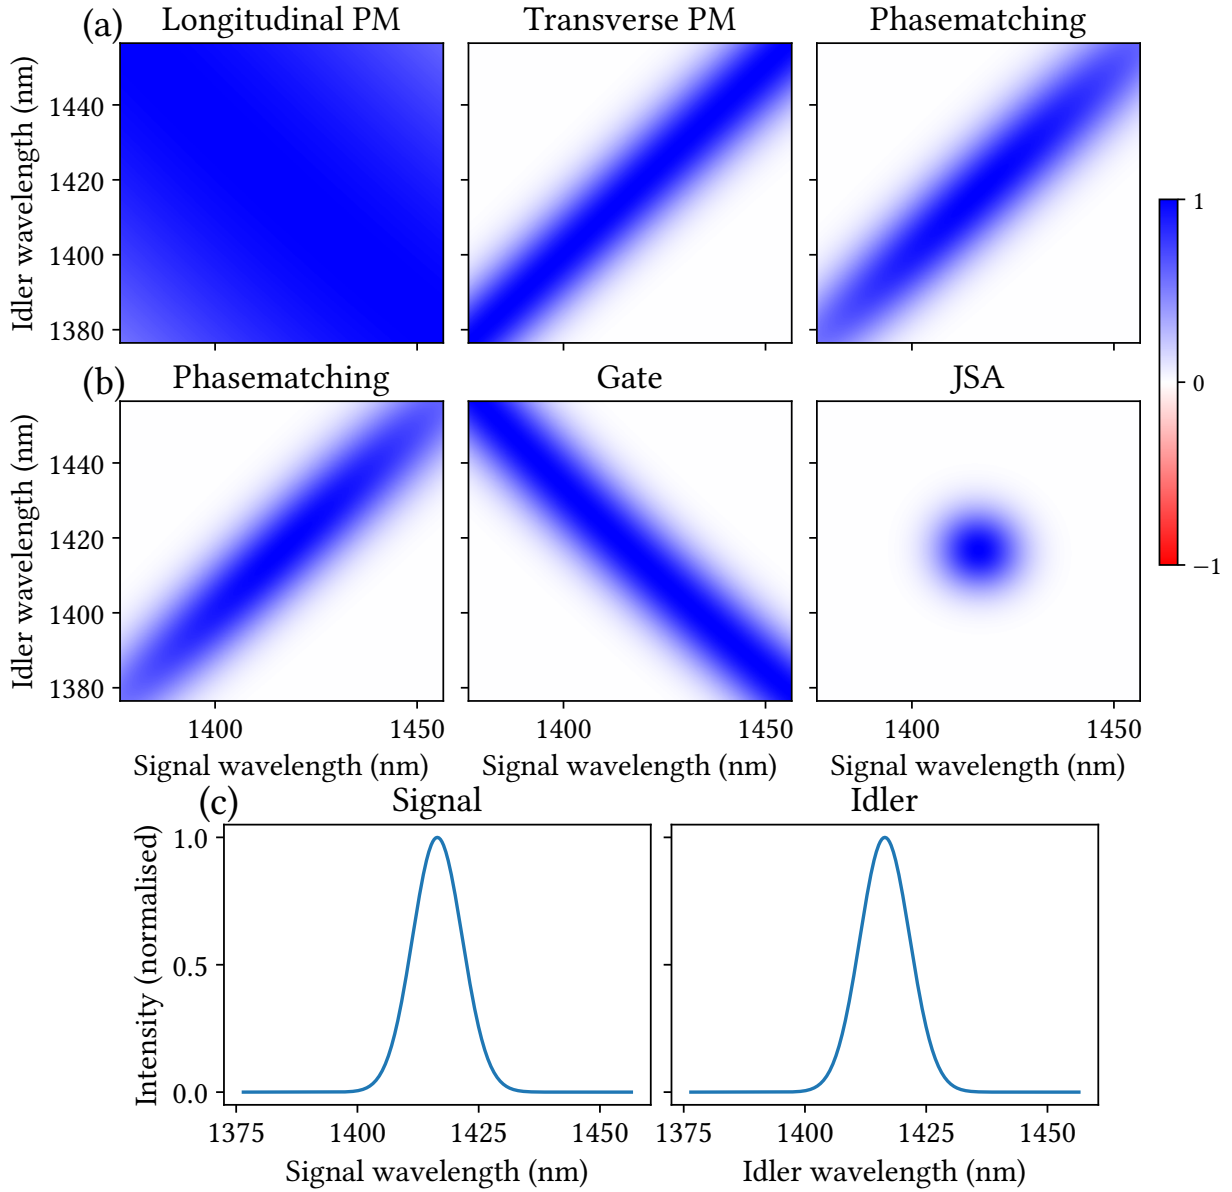 (a)
Longitudinal PM
Transverse PM
Phasematching
Idler wavelength (nm)
1440
1420
1400
1380
1
0
−1
(b)
Phasematching
Gate
JSA
Idler wavelength (nm)
1440
1420
1400
1380
1400 1450
1400 1450
1400 1450
Signal wavelength (nm)
Signal wavelength (nm)
Signal wavelength (nm)
(c)
Signal
Idler
Intensity (normalised)
1.0
0.5
0.0
1375 1400 1425 1450
1375 1400 1425 1450
Signal wavelength (nm)
Idler wavelength (nm)